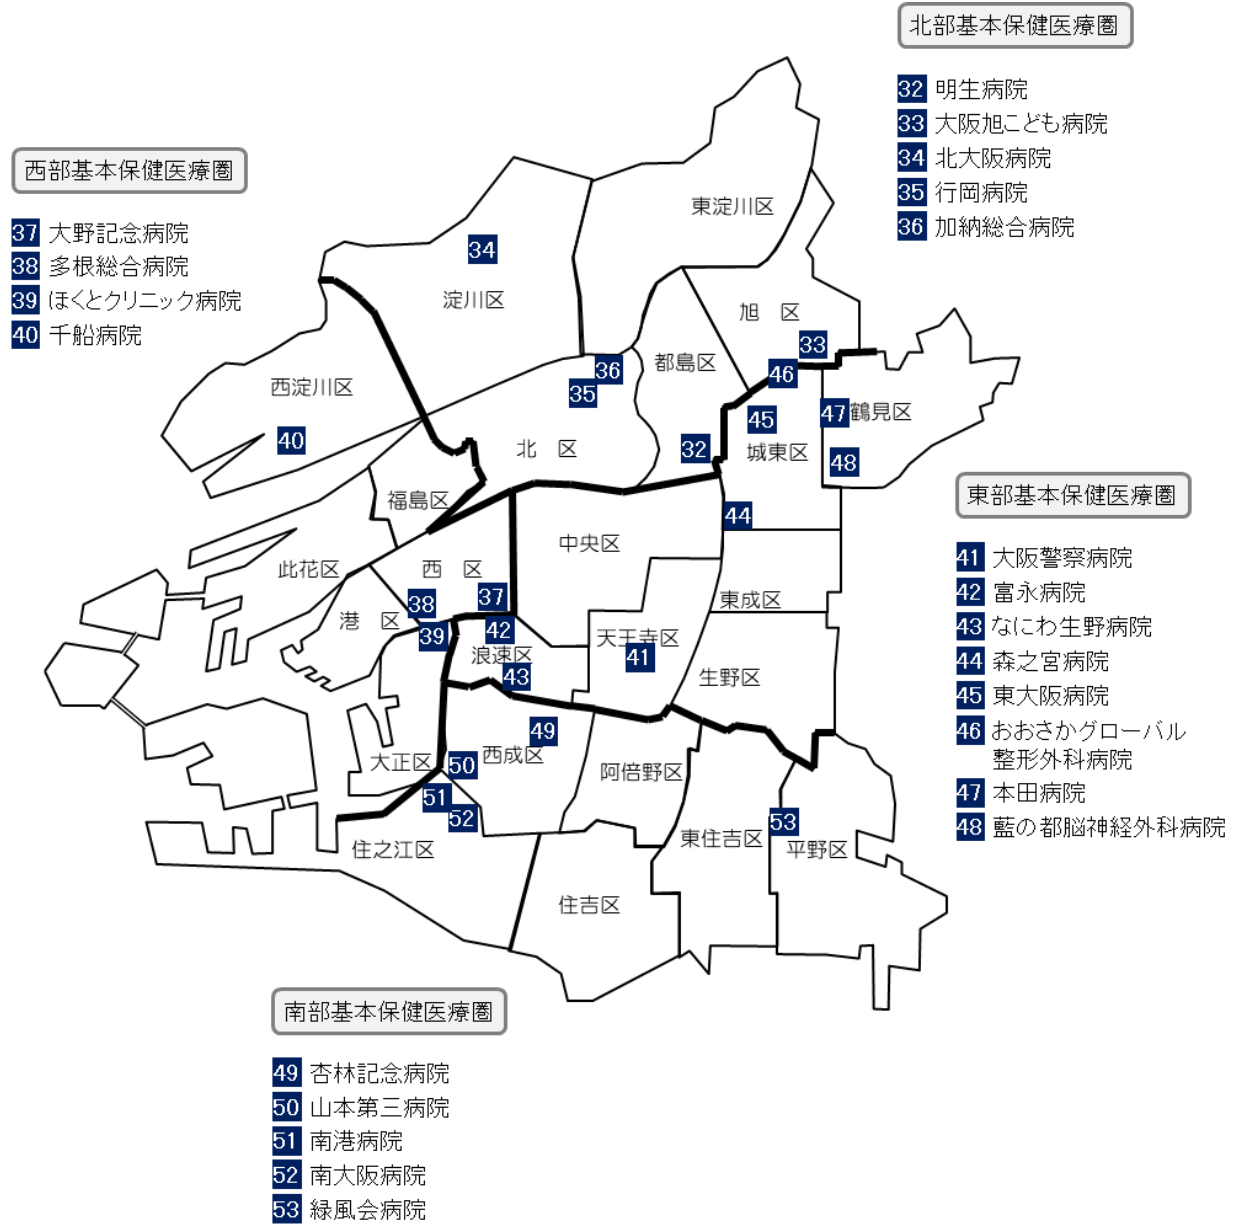 北部基本保健医療圏
32 明生病院
33 大阪旭こども病院
34 北大阪病院
35 行岡病院
36 加納総合病院
西部基本保健医療圏
37 大野記念病院
38 多根総合病院
39 ほくとクリニック病院
40 千船病院
東淀川区
34
淀川区
旭 区
33
36
都島区
46
西淀川区
35
47
鶴見区
45
40
北 区
32
城東区
48
福島区
44
中央区
此花区
西 区
37
東成区
38
港 区
39
42
天王寺区
浪速区
41
43
生野区
49
西成区
大正区
50
阿倍野区
51
52
53
住之江区
東住吉区
平野区
住吉区
東部基本保健医療圏
41 大阪警察病院
42 富永病院
43 なにわ生野病院
44 森之宮病院
45 東大阪病院
46 おおさかグローバル
整形外科病院
47 本田病院
48 藍の都脳神経外科病院
南部基本保健医療圏
49 杏林記念病院
50 山本第三病院
51 南港病院
52 南大阪病院
53 緑風会病院